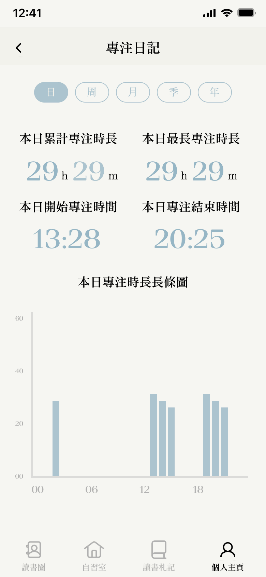 12:41
專注日記
日 周 月 季 年
本日累計專注時長 本日最長專注時長
29 h 29 m 29 h 29 m
本日開始專注時間 本日專注結束時間
13:28 20:25
本日專注時長長條圖
60
40
20
00
00 06 12 18
讀書圈 自習室 讀書札記 個人主頁